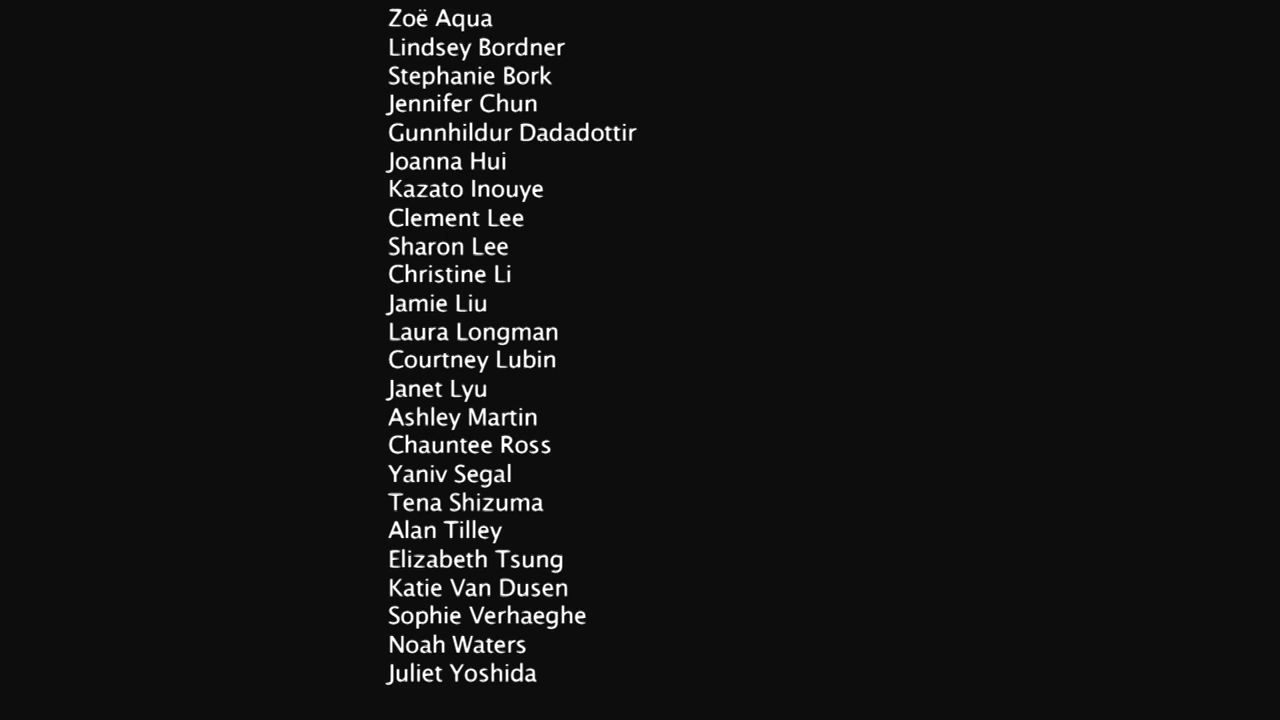 Zoë Aqua
Lindsey Bordner
Stephanie Bork
Jennifer Chun
Gunnhildur Dadadottir
Joanna Hui
Kazato Inouye
Clement Lee
Sharon Lee
Christine Li
Jamie Liu
Laura Longman
Courtney Lubin
Janet Lyu
Ashley Martin
Chauntee Ross
Yaniv Segal
Tena Shizuma
Alan Tilley
Elizabeth Tsung
Katie Van Dusen
Sophie Verhaeghe
Noah Waters
Juliet Yoshida